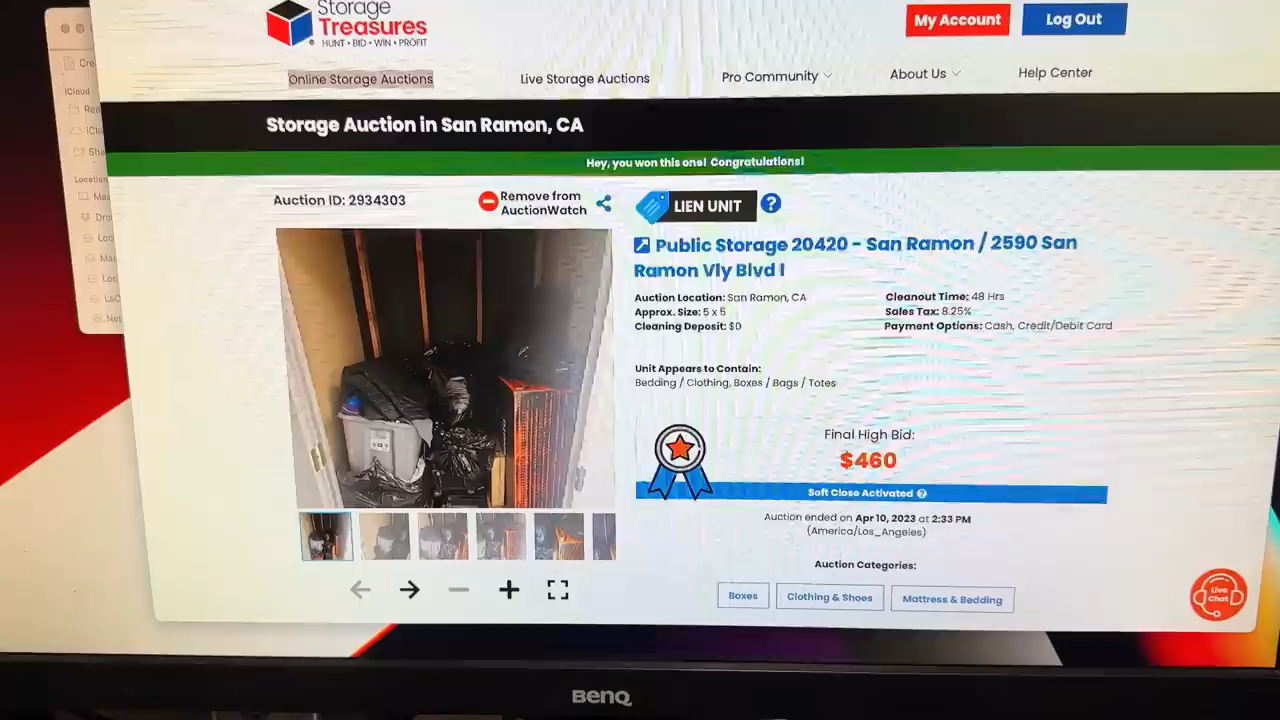 Storage
Treasures
HUNT • BID • WIN • PROFIT
My Account
Log Out
Online Storage Auctions
Live Storage Auctions
Pro Community
About Us
Help Center
Storage Auction in San Ramon, CA
Hey, you won this one! Congratulations!
Auction ID: 2934303
Remove from
AuctionWatch
LIEN UNIT
?
Public Storage 20420 - San Ramon / 2590 San
Ramon Vly Blvd I
Auction Location: San Ramon, CA
Approx. Size: 5 x 5
Cleaning Deposit: $0
Cleanout Time: 48 Hrs
Sales Tax: 8.25%
Payment Options: Cash, Credit/Debit Card
Unit Appears to Contain:
Bedding / Clothing, Boxes / Bags / Totes
Final High Bid:
$460
Soft Close Activated ?
Auction ended on Apr 10, 2023 at 2:33 PM
(America/Los_Angeles)
Auction Categories:
Boxes
Clothing & Shoes
Mattress & Bedding
Live
Chat
iCloud
Location
BenQ